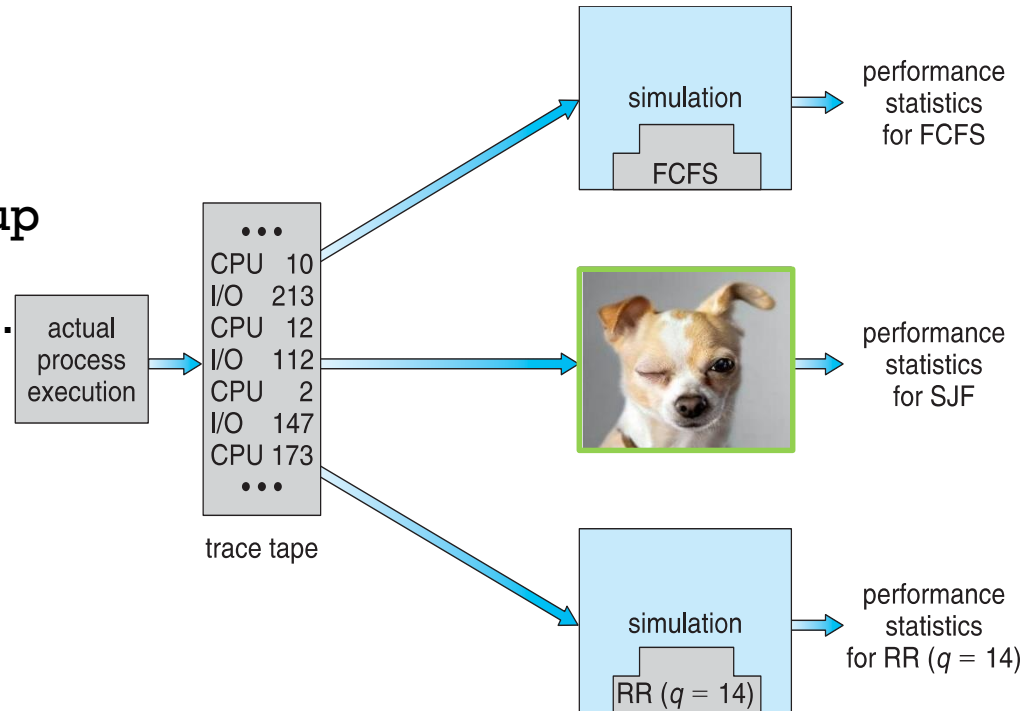 up
.
actual
process
execution
•••
CPU 10
I/O 213
CPU 12
I/O 112
CPU 2
I/O 147
CPU 173
•••
trace tape
simulation
FCFS
performance
statistics
for FCFS
performance
statistics
for SJF
simulation
RR (q = 14)
performance
statistics
for RR (q = 14)